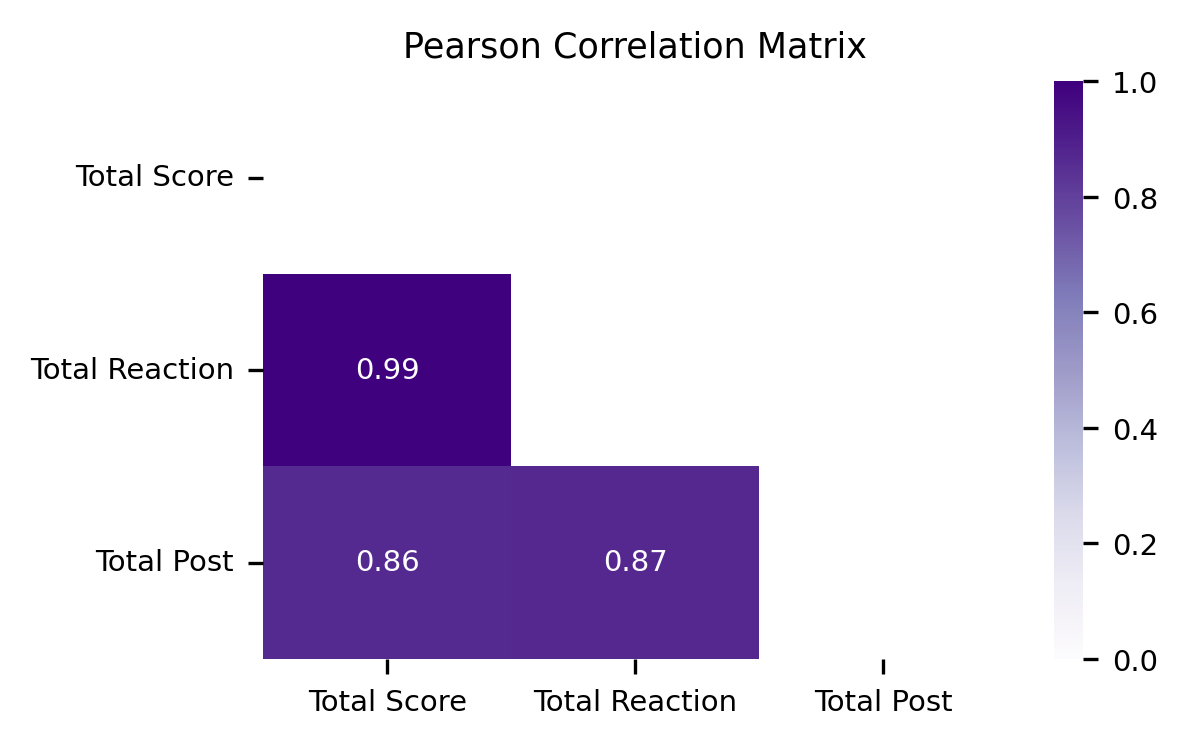 Pearson Correlation Matrix
1.0
Total Score
0.8
0.6
Total Reaction
0.99
0.4
Total Post
0.86 0.87
0.2
0.0
Total Score Total Reaction Total Post